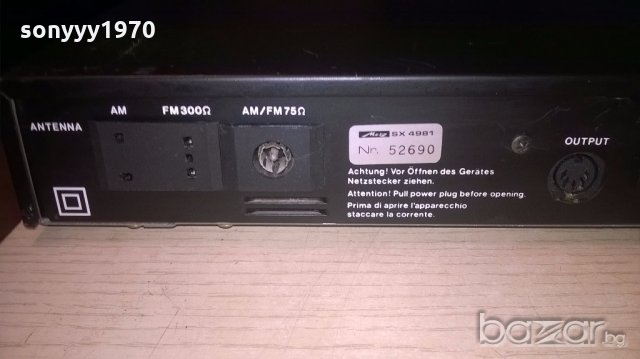 sonyyy1970
AM FM300Ω AM/FM75Ω
ANTENNA
Metz SX 4981
Nr. 52690
OUTPUT
Achtung! Vor Öffnen des Gerätes
Netzstecker ziehen.
Attention! Pull power plug before opening.
Prima di aprire l'apparecchio
staccare la corrente.
bazar.bg